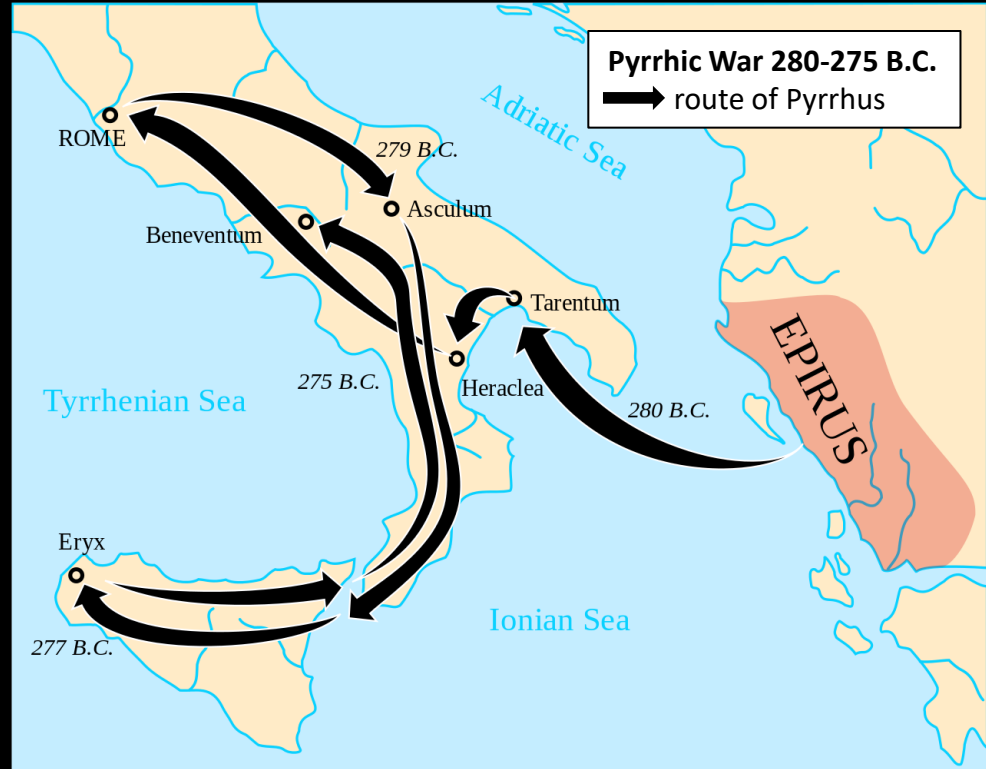 Pyrrhic War 280-275 B.C.
route of Pyrrhus
Adriatic Sea
ROME
279 B.C.
Asculum
Beneventum
Tarentum
EPIRUS
275 B.C.
Heraclea
280 B.C.
Tyrrhenian Sea
Eryx
Ionian Sea
277 B.C.